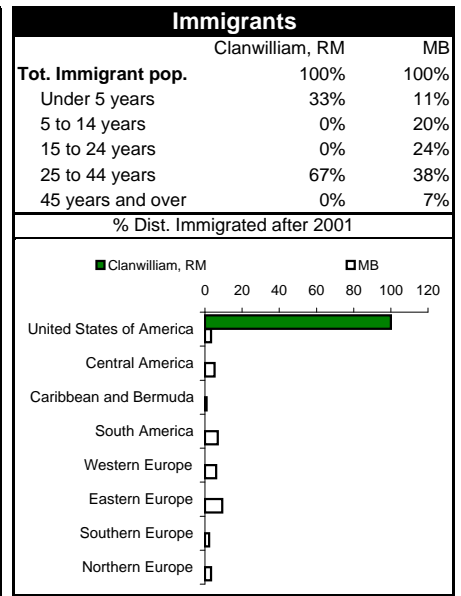 Immigrants
Clanwilliam, RM MB
Tot. Immigrant pop. 100% 100%
Under 5 years 33% 11%
5 to 14 years 0% 20%
15 to 24 years 0% 24%
25 to 44 years 67% 38%
45 years and over 0% 7%
% Dist. Immigrated after 2001
Clanwilliam, RM MB
0 20 40 60 80 100 120
United States of America
Central America
Caribbean and Bermuda
South America
Western Europe
Eastern Europe
Southern Europe
Northern Europe